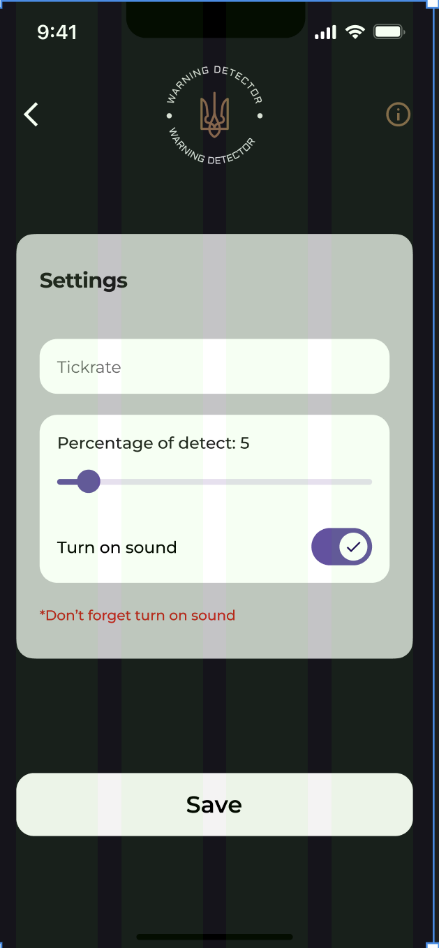 9:41
WARNING DETECTOR
WARNING DETECTOR
Settings
Tickrate
Percentage of detect: 5
Turn on sound
*Don't forget turn on sound
Save